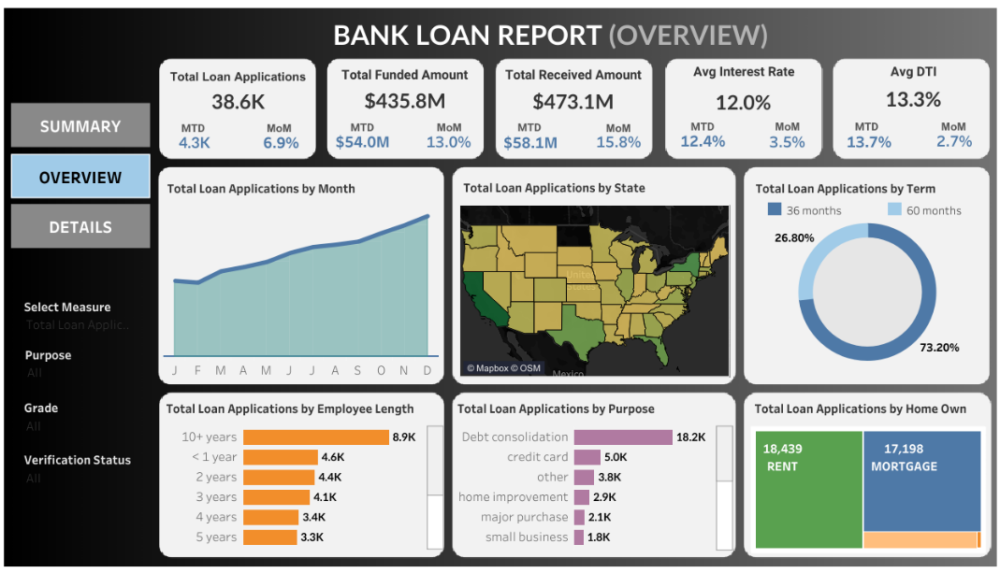 BANK LOAN REPORT (OVERVIEW)
Total Loan Applications
38.6K
MTD MoM
4.3K 6.9%
Total Funded Amount
$435.8M
MTD MoM
$54.0M 13.0%
Total Received Amount
$473.1M
MTD MoM
$58.1M 15.8%
Avg Interest Rate
12.0%
MTD MoM
12.4% 3.5%
Avg DTI
13.3%
MTD MoM
13.7% 2.7%
SUMMARY
OVERVIEW
DETAILS
Select Measure
Total Loan Applic..
Purpose
All
Grade
All
Verification Status
All
Total Loan Applications by Month
J F M A M J J A S O N D
Total Loan Applications by State
United
States
Mexico
© Mapbox © OSM
Total Loan Applications by Term
36 months 60 months
26.80%
73.20%
Total Loan Applications by Employee Length
10+ years 8.9K
< 1 year 4.6K
2 years 4.4K
3 years 4.1K
4 years 3.4K
5 years 3.3K
Total Loan Applications by Purpose
Debt consolidation 18.2K
credit card 5.0K
other 3.8K
home improvement 2.9K
major purchase 2.1K
small business 1.8K
Total Loan Applications by Home Own
18,439
RENT
17,198
MORTGAGE